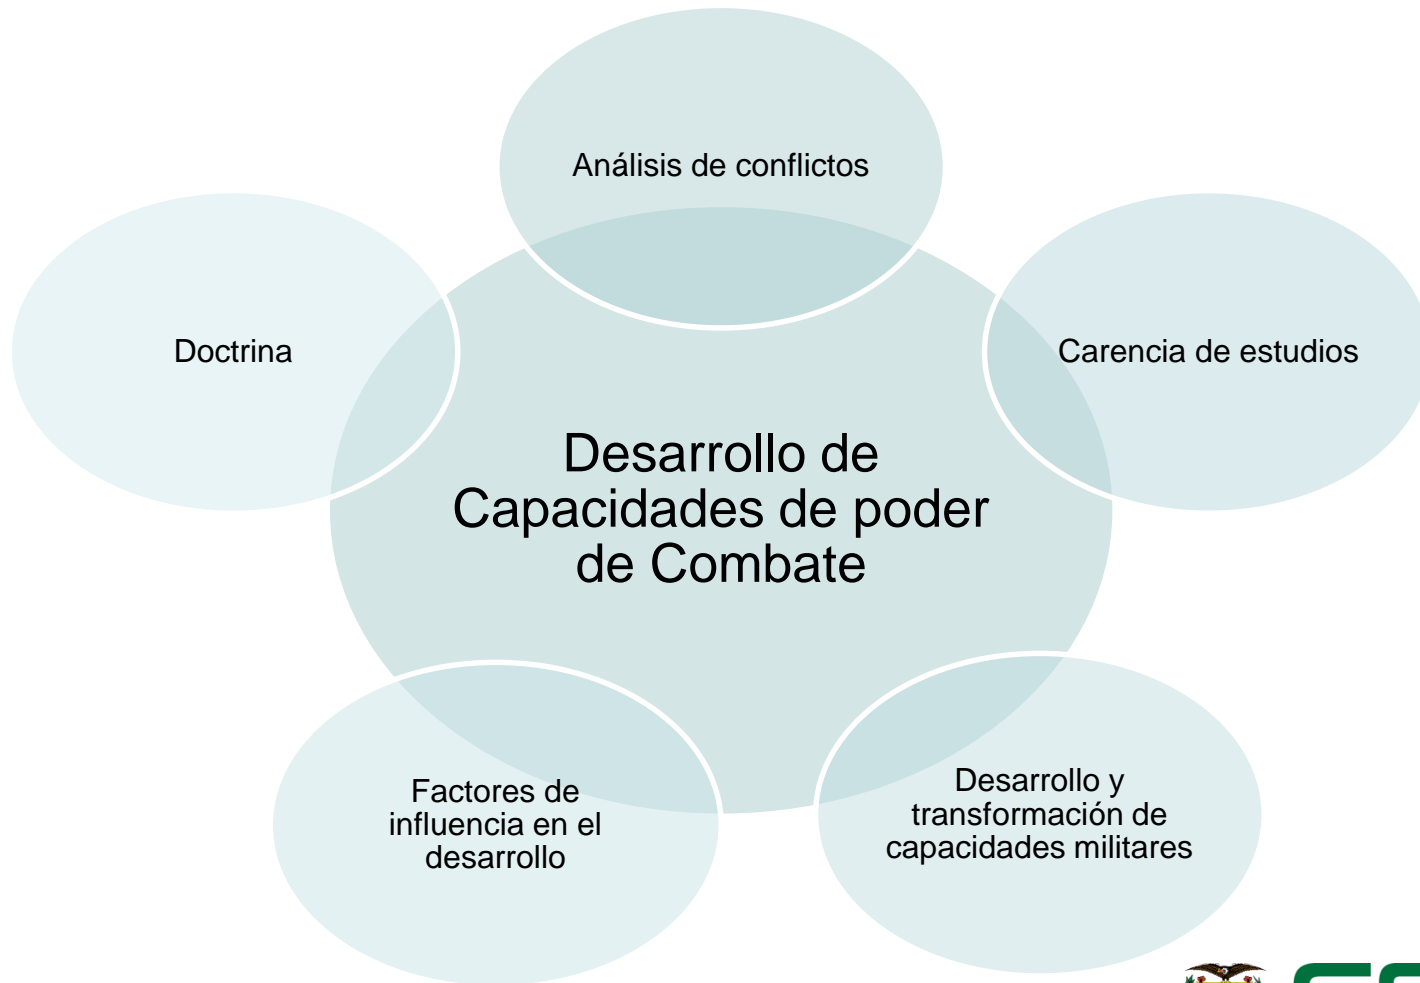 Análisis de conflictos
Doctrina
Carencia de estudios
Desarrollo de
Capacidades de poder
de Combate
Factores de
influencia en el
desarrollo
Desarrollo y
transformación de
capacidades militares